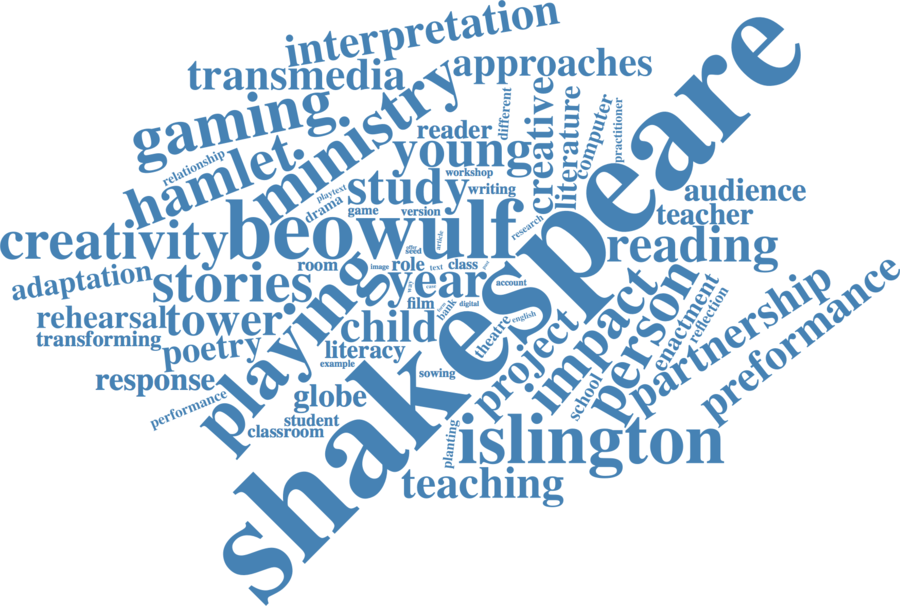 interpretation
transmedia
approaches
gaming.
ministry
hamlet.
relationship
reader
young
different
creative
literature
computer
practitioner
workshop
study
writing
playtext
drama
game
version
b
beowulf
creativity
shakespeare
audience
teacher
reading
research
article
seed
room
image
role
text
class
year
account
adaptation
stories
playing
film
bank
digital
rehearsal
tower
transforming
poetry
child
theatre
english
literacy
example
response
performance
globe
sowing
project
impact
person
enactment
reflection
partnership
preformance
school
student
classroom
planting
islington
teaching